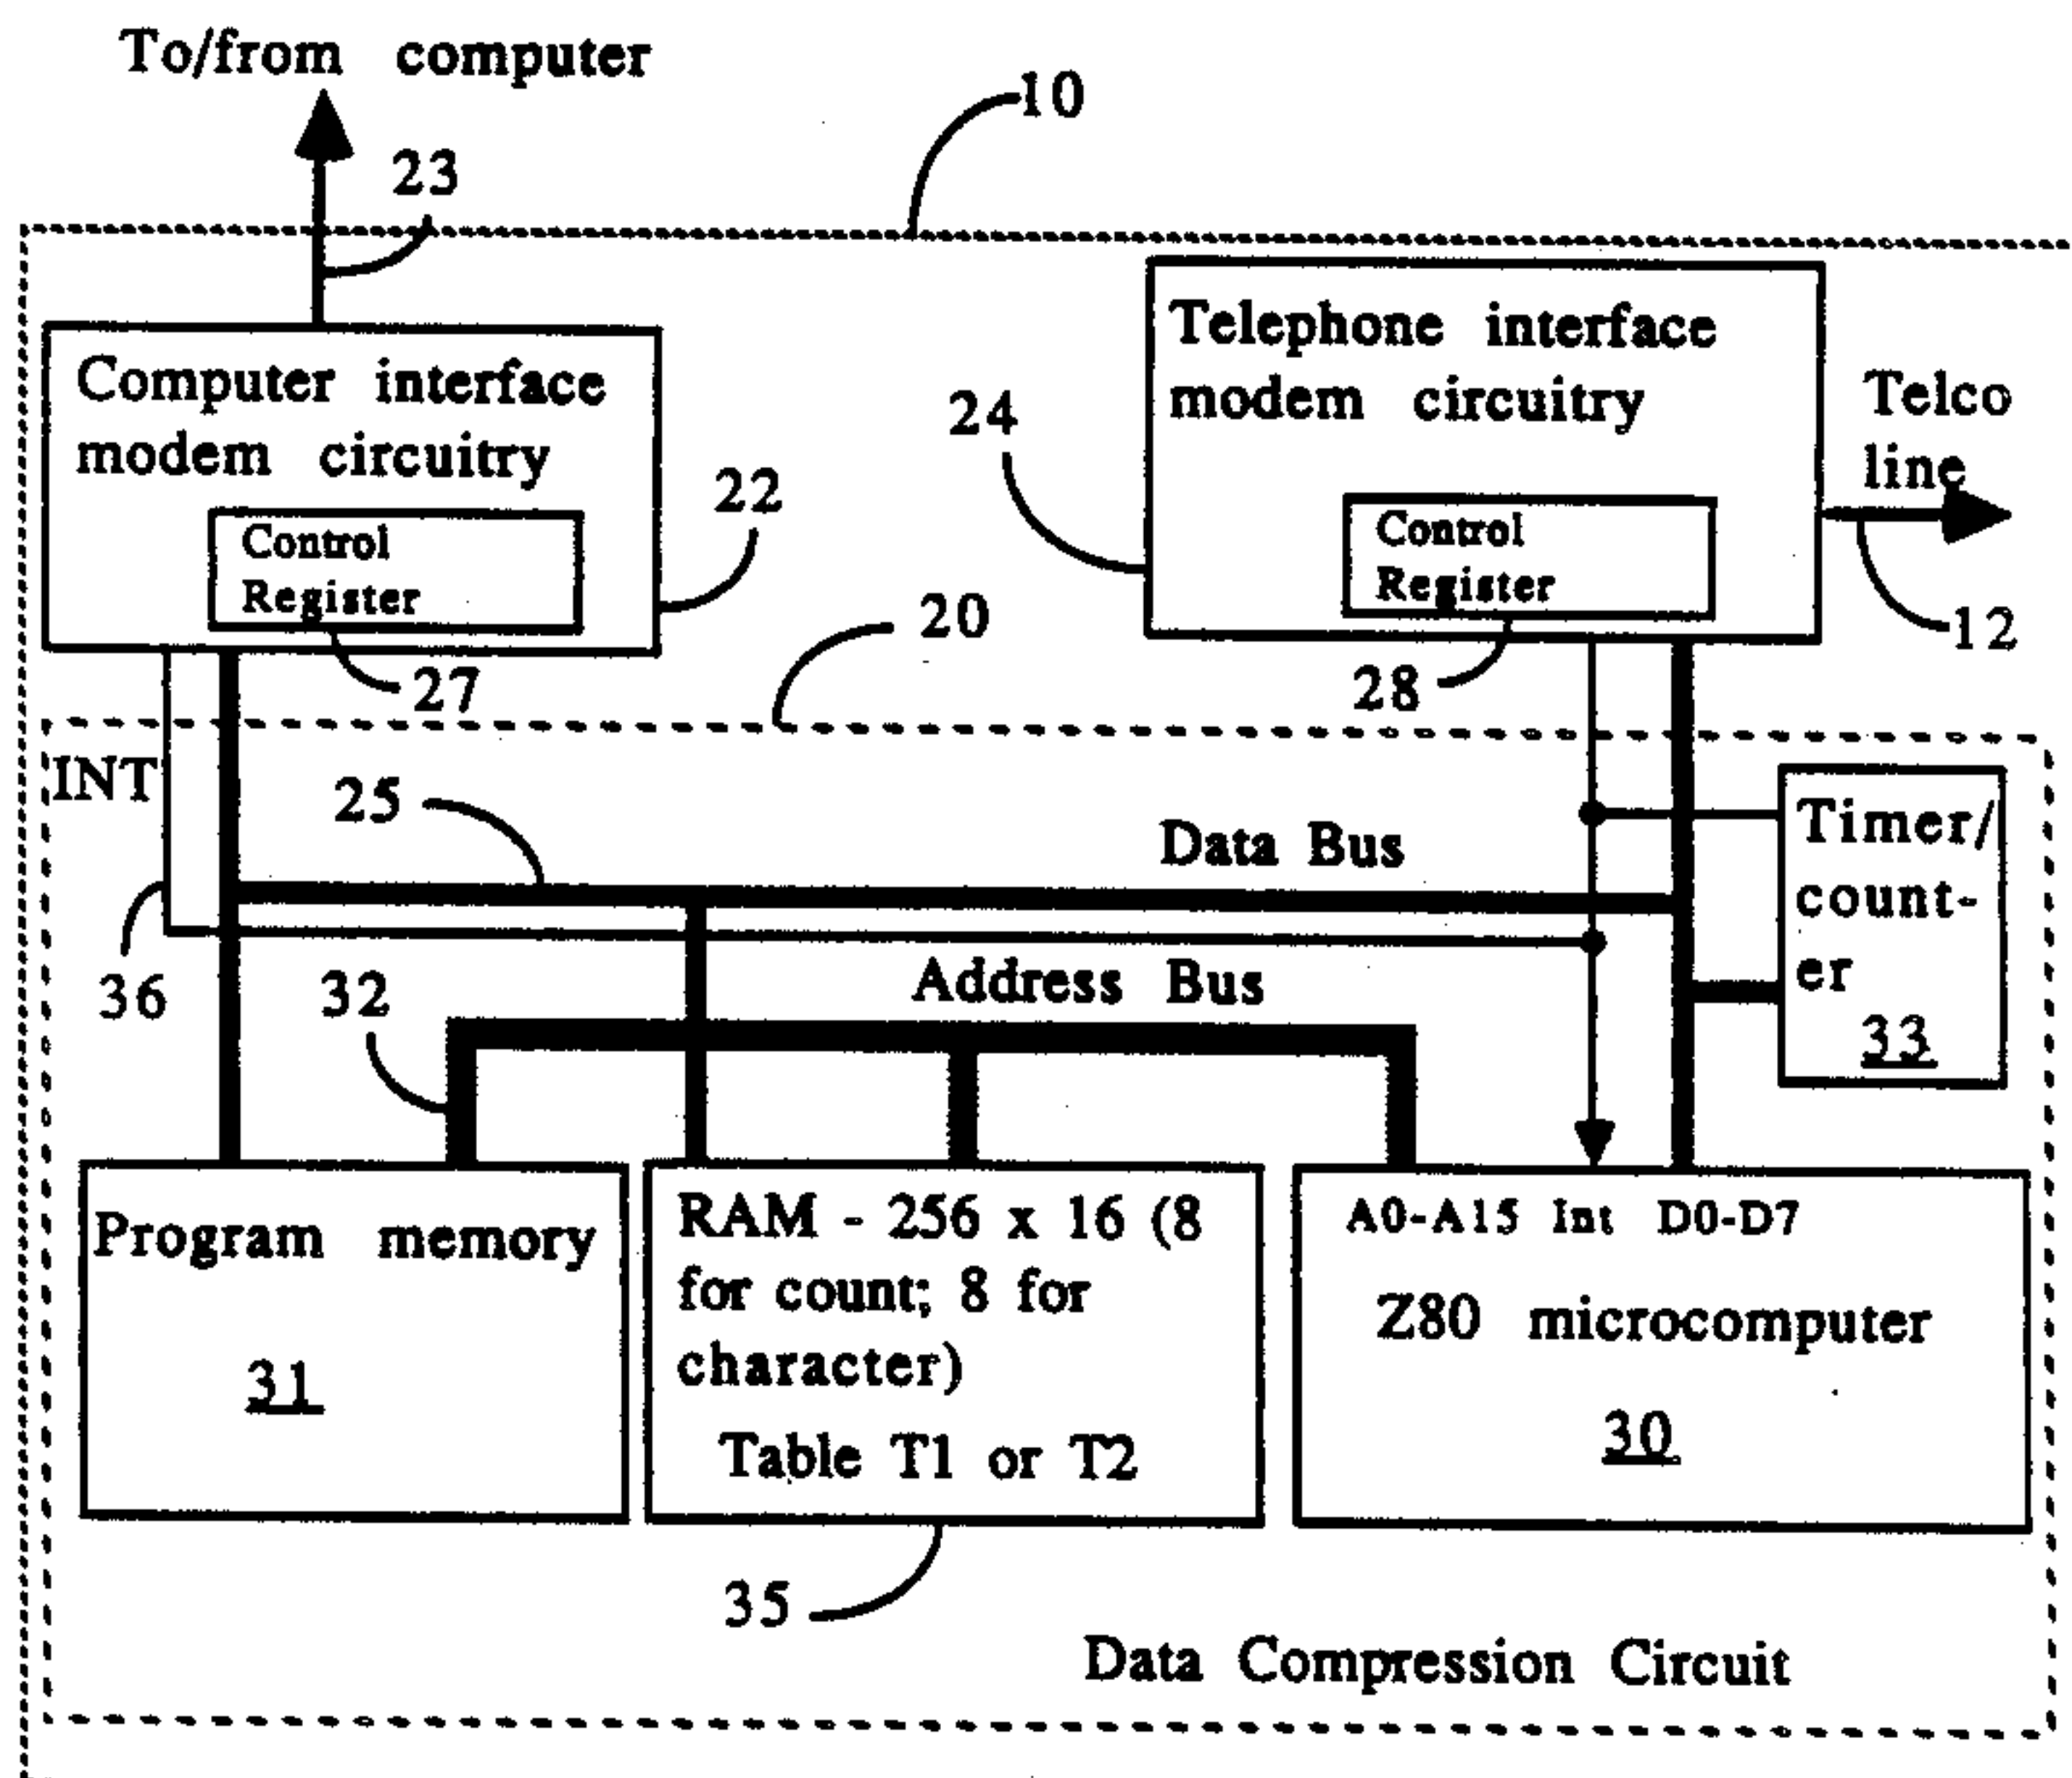 To/from computer
10
23
Computer interface
modem circuitry
Control
Register
22
27
Telephone interface
modem circuitry
Control
Register
24
28
Telco
line
12
20
INT
25
Data Bus
36
32
Address Bus
Timer/
count-
er
33
Program memory
31
RAM - 256 x 16 (8
for count; 8 for
character)
Table T1 or T2
35
A0-A15 Int D0-D7
Z80 microcomputer
30
Data Compression Circuit